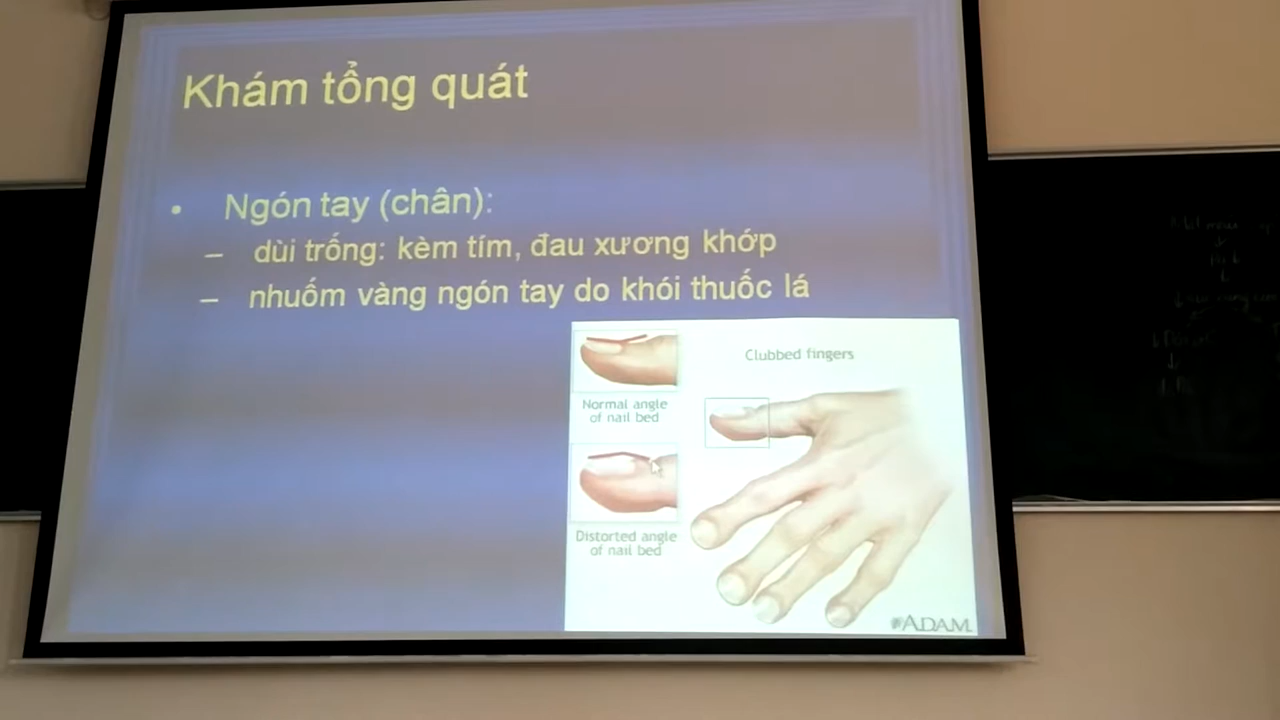 Khám tổng quát
• Ngón tay (chân):
– dùi trống: kèm tím, đau xương khớp
– nhuốm vàng ngón tay do khói thuốc lá
Clubbed fingers
Normal angle
of nail bed
Distorted angle
of nail bed
ADAM